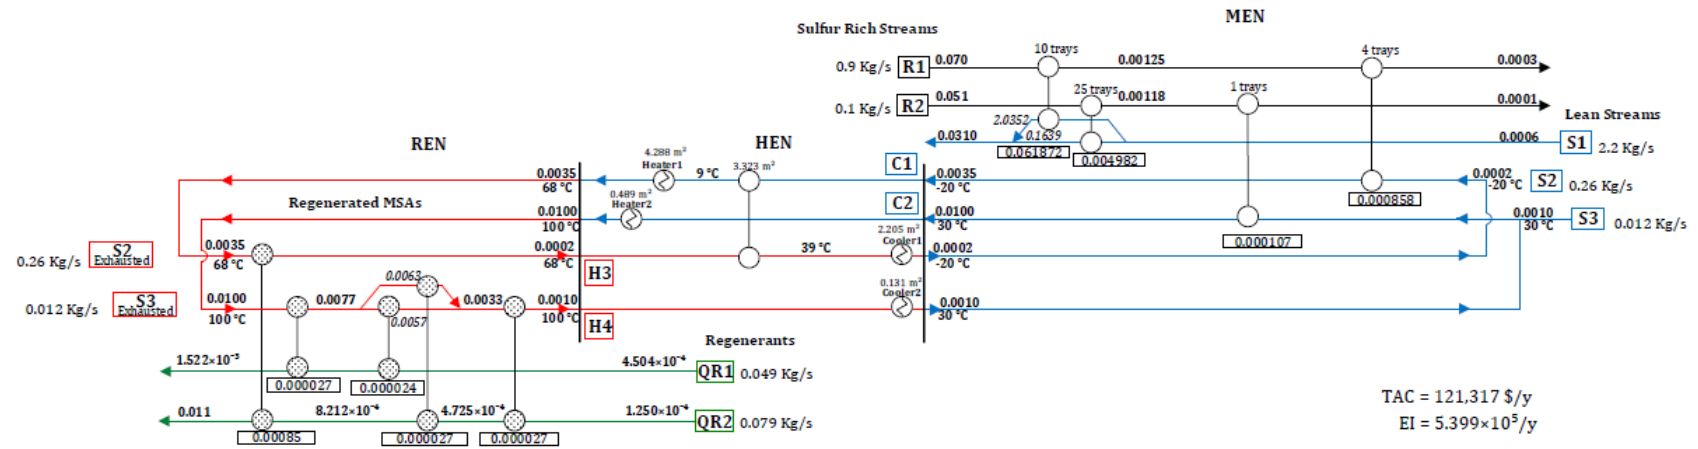 MEN
Sulfur Rich Streams
10 trays
4 trays
0.9 Kg/s R1 0.070 0.00125 0.0003
25 trays
1 trays
0.1 Kg/s R2 0.051 0.00118 0.0001
Lean Streams
2.0352
0.1639
0.0310 0.0006 S1 2.2 Kg/s
0.061872
0.004982
REN
HEN
4.288 m²
Heater1
3.323 m²
C1
0.0035
68 °C
9 °C
0.0035
-20 °C
0.0002
-20 °C
S2 0.26 Kg/s
0.000858
0.489 m²
Heater2
C2
Regenerated MSAs
0.0100
100 °C
0.0100
30 °C
0.0010
30 °C
S3 0.012 Kg/s
0.000107
2.205 m²
Cooler1
0.26 Kg/s
S2
Exhausted
0.0035
68 °C
0.0002
68 °C
H3
39 °C
0.0002
-20 °C
0.131 m²
Cooler2
0.0063
0.012 Kg/s
S3
Exhausted
0.0100
100 °C
0.0077
0.0057
0.0033
0.0010
100 °C
H4
0.0010
30 °C
Regenerants
4.504×10⁻⁴
QR1 0.049 Kg/s
0.000027
0.000024
0.011 8.212×10⁻⁴ 4.725×10⁻⁴ 1.250×10⁻⁴ QR2 0.079 Kg/s
0.00085
0.000027
0.000027
TAC = 121,317 $/y
EI = 5.399×10⁵/y